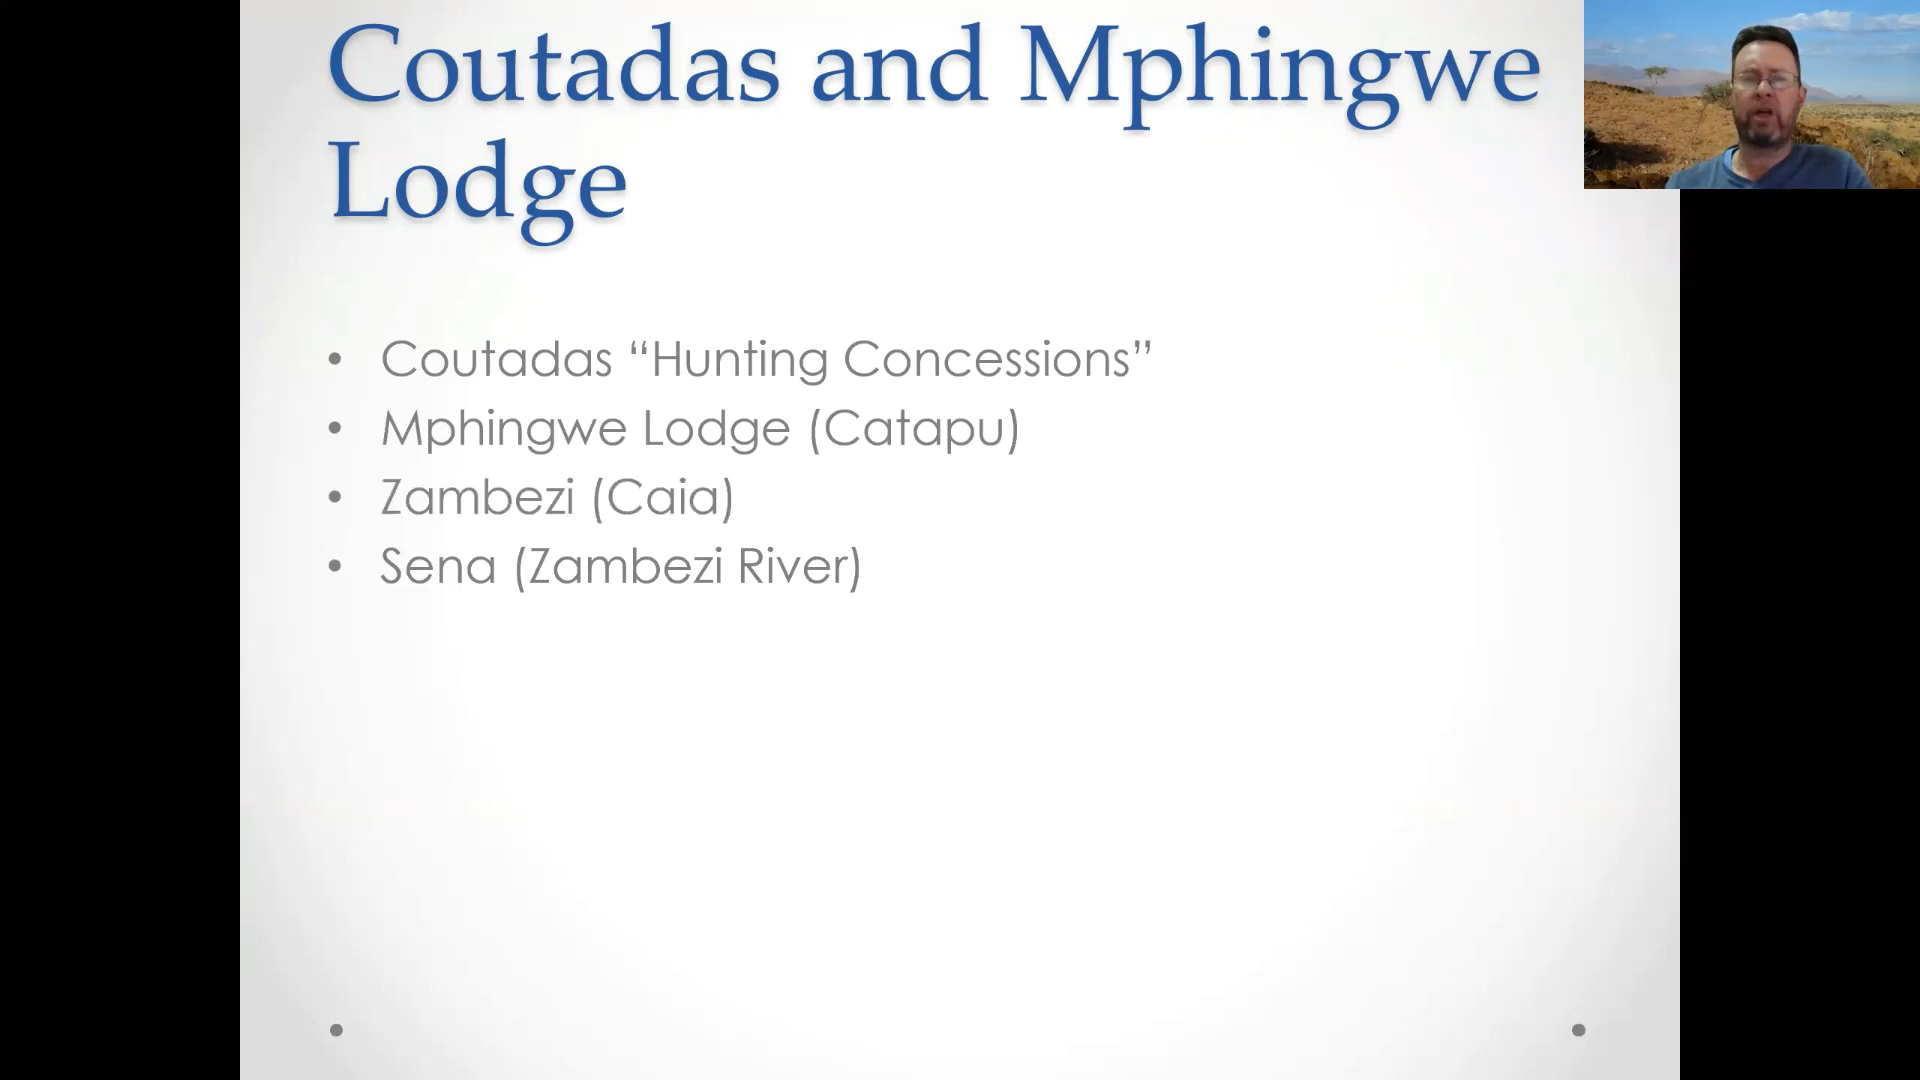 Coutadas and Mphingwe
Lodge
• Coutadas “Hunting Concessions”
• Mphingwe Lodge (Catapu)
• Zambezi (Caia)
• Sena (Zambezi River)